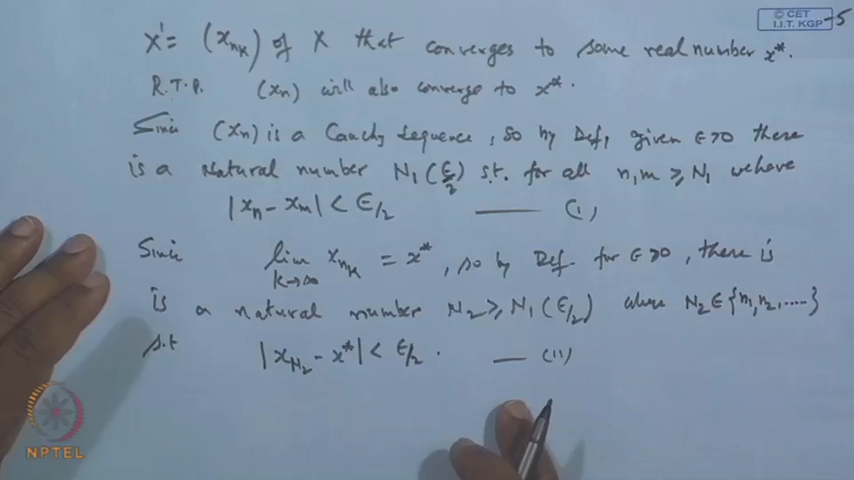 © CET
I.I.T. KGP
-5
X' = (x_{n_k}) of X that converges to some real number x*.
R.T.P. (x_n) will also converge to x*.
Since (x_n) is a Cauchy sequence, so by Def, given ε>0 there
is a Natural number N_1(ε/2) s.t. for all n,m ≥ N_1 we have
|x_n - x_m| < ε/2 —— (I)
Since lim_{k→∞} x_{n_k} = x*, so by Def. for ε>0, there is
is a natural number N_2 ≥ N_1(ε/2) where N_2 ∈ {n_1, n_2, .....}
s.t |x_{N_2} - x*| < ε/2. —— (II)
NPTEL